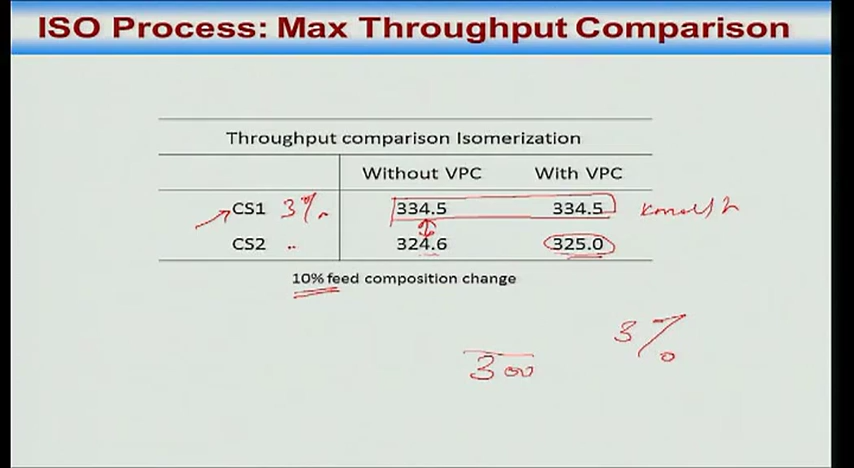 ISO Process: Max Throughput Comparison
Throughput comparison Isomerization
Without VPC With VPC
CS1 3% 334.5 334.5 kmol/h
CS2 324.6 325.0
10% feed composition change
3%
300